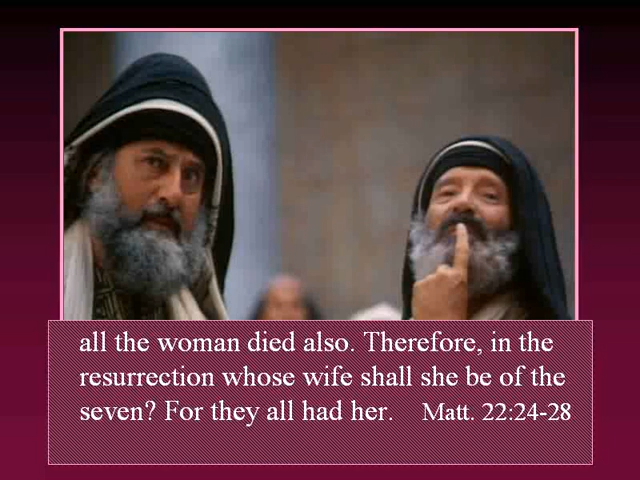 all the woman died also. Therefore, in the
resurrection whose wife shall she be of the
seven? For they all had her. Matt. 22:24-28